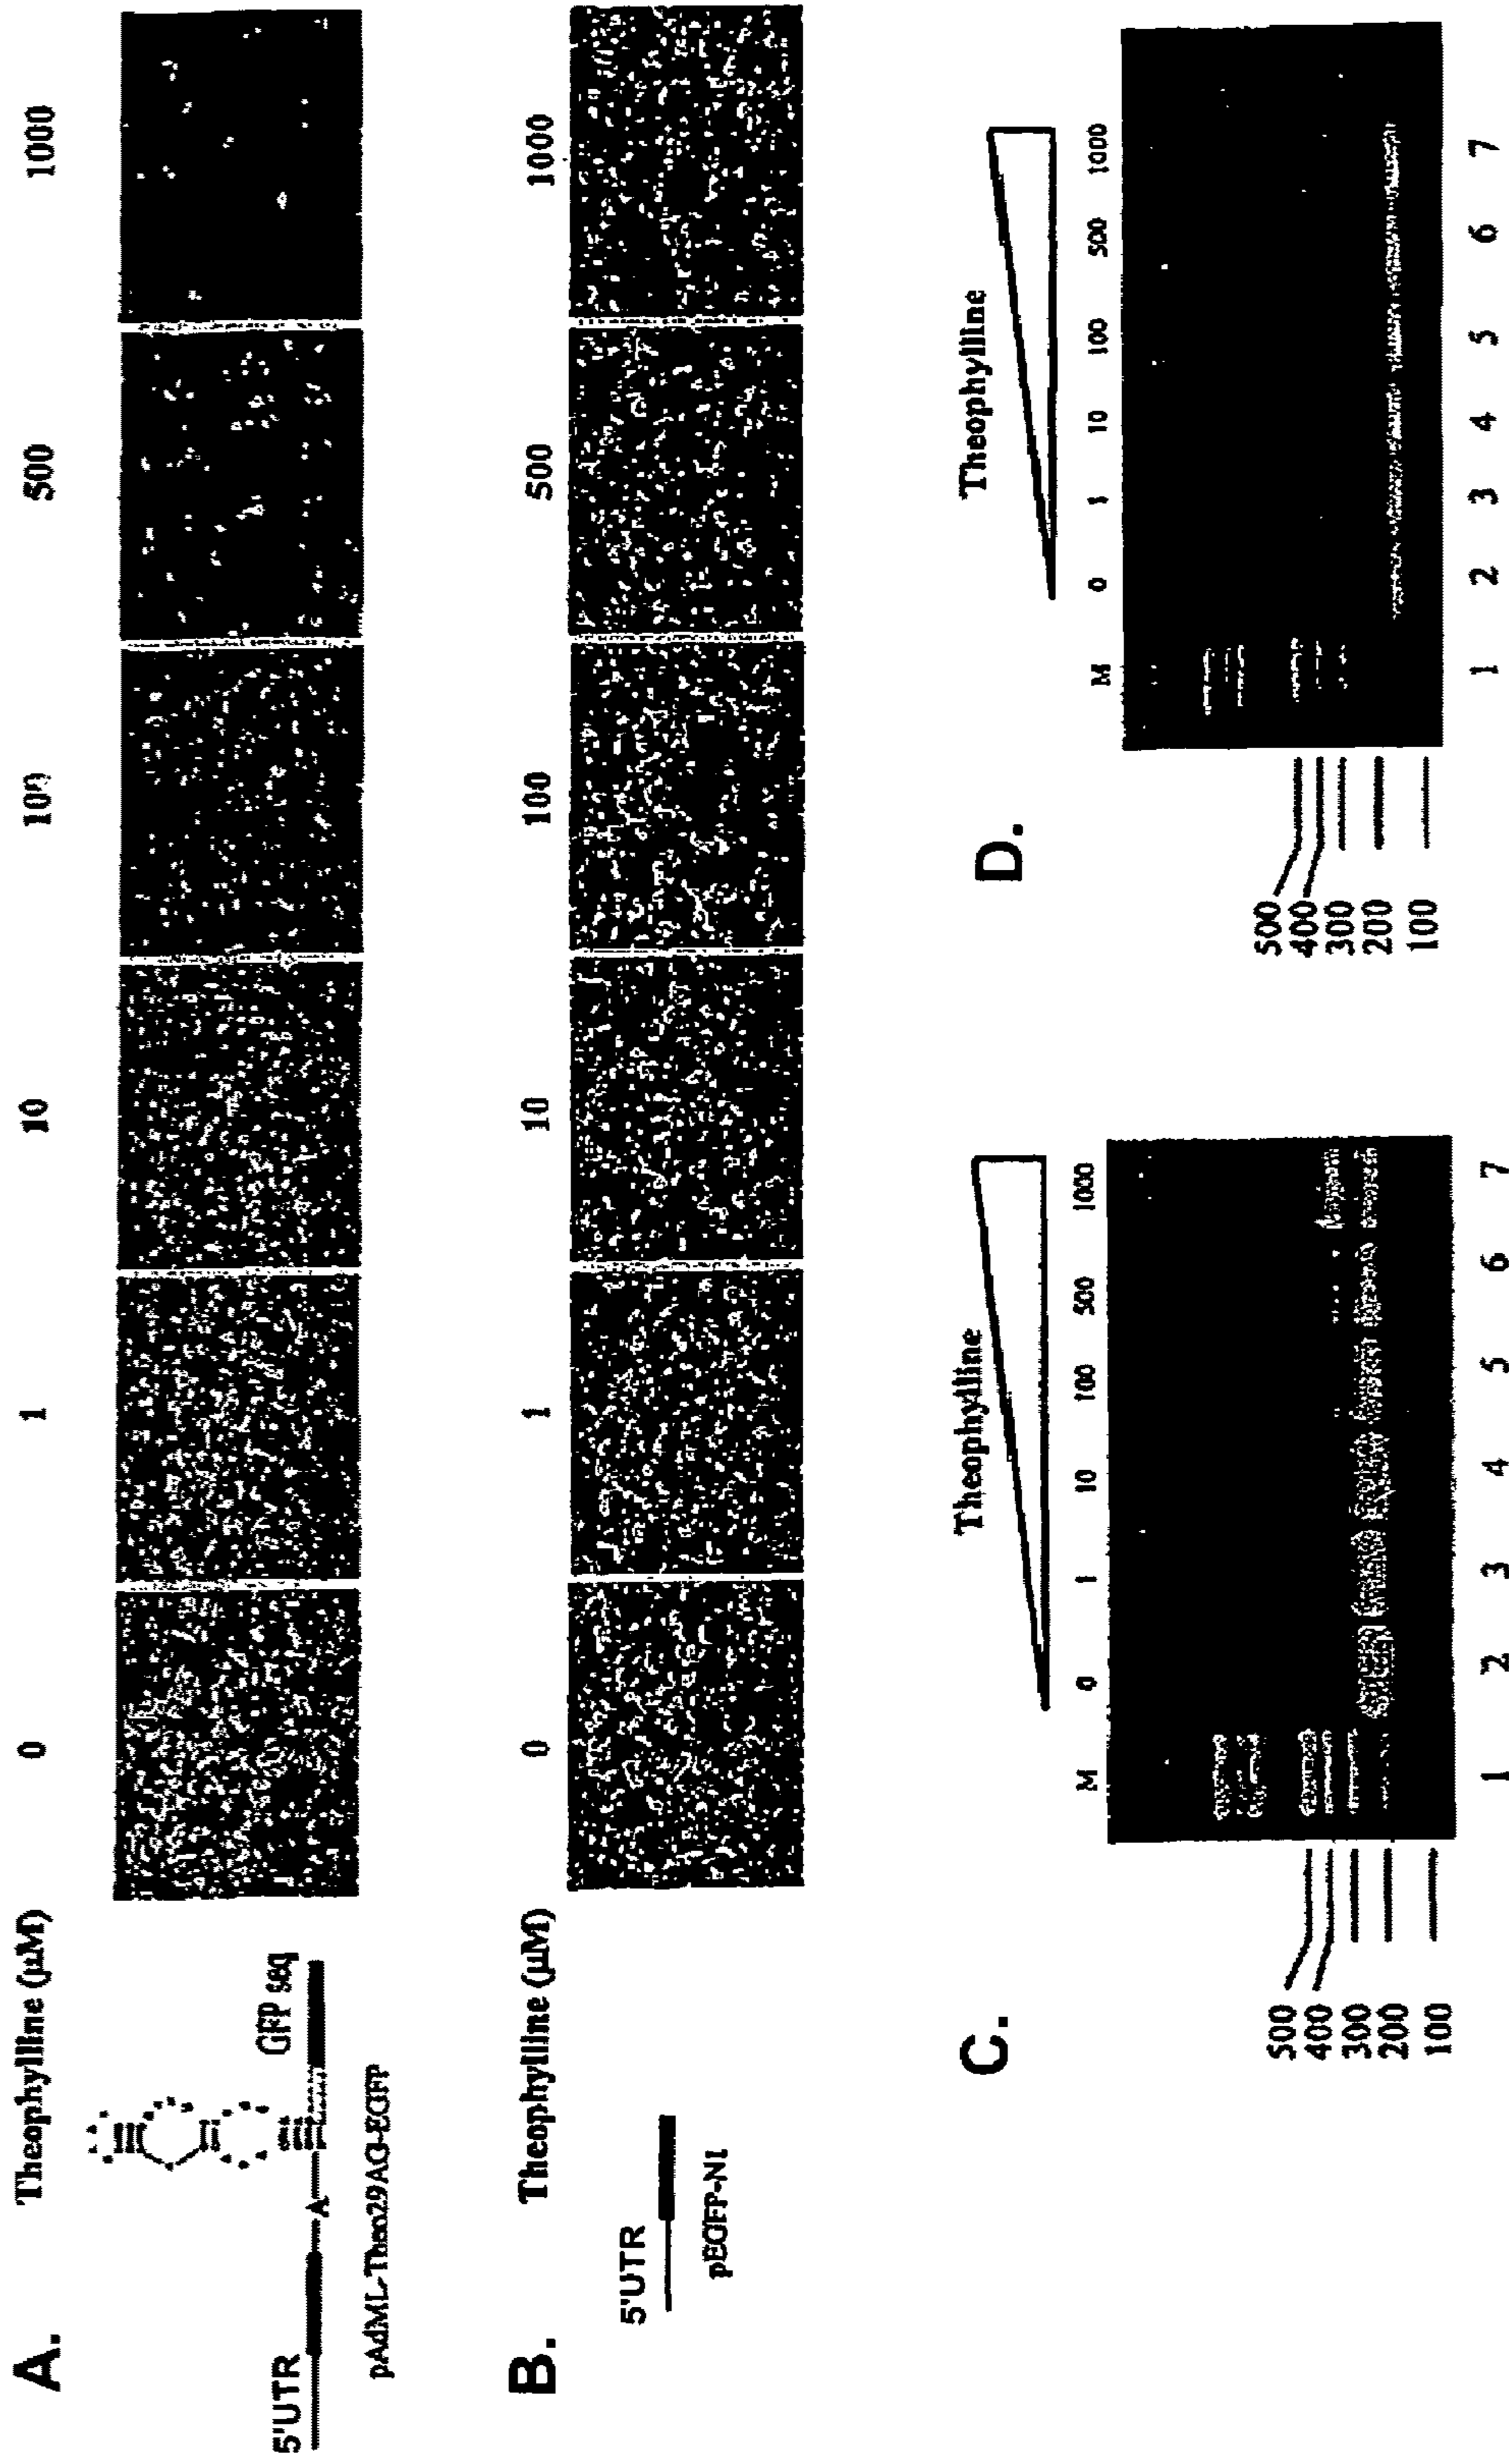 A.
Theophylline (µM) 0 1 10 100 500 1000
5'UTR
A
GFP seq
pAdML-Theo29AG-EGFP
B.
Theophylline (µM) 0 1 10 100 500 1000
5'UTR
pEGFP-N1
C.
Theophylline
M 0 1 10 100 500 1000
500
400
300
200
100
1 2 3 4 5 6 7
D.
Theophylline
M 0 1 10 100 500 1000
500
400
300
200
100
1 2 3 4 5 6 7